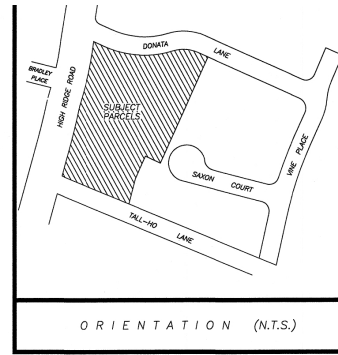 DONATA LANE
BRADLEY
PLACE
HIGH RIDGE ROAD
SUBJECT
PARCELS
VINE PLACE
SAXON COURT
TALL-HO LANE
ORIENTATION (N.T.S.)